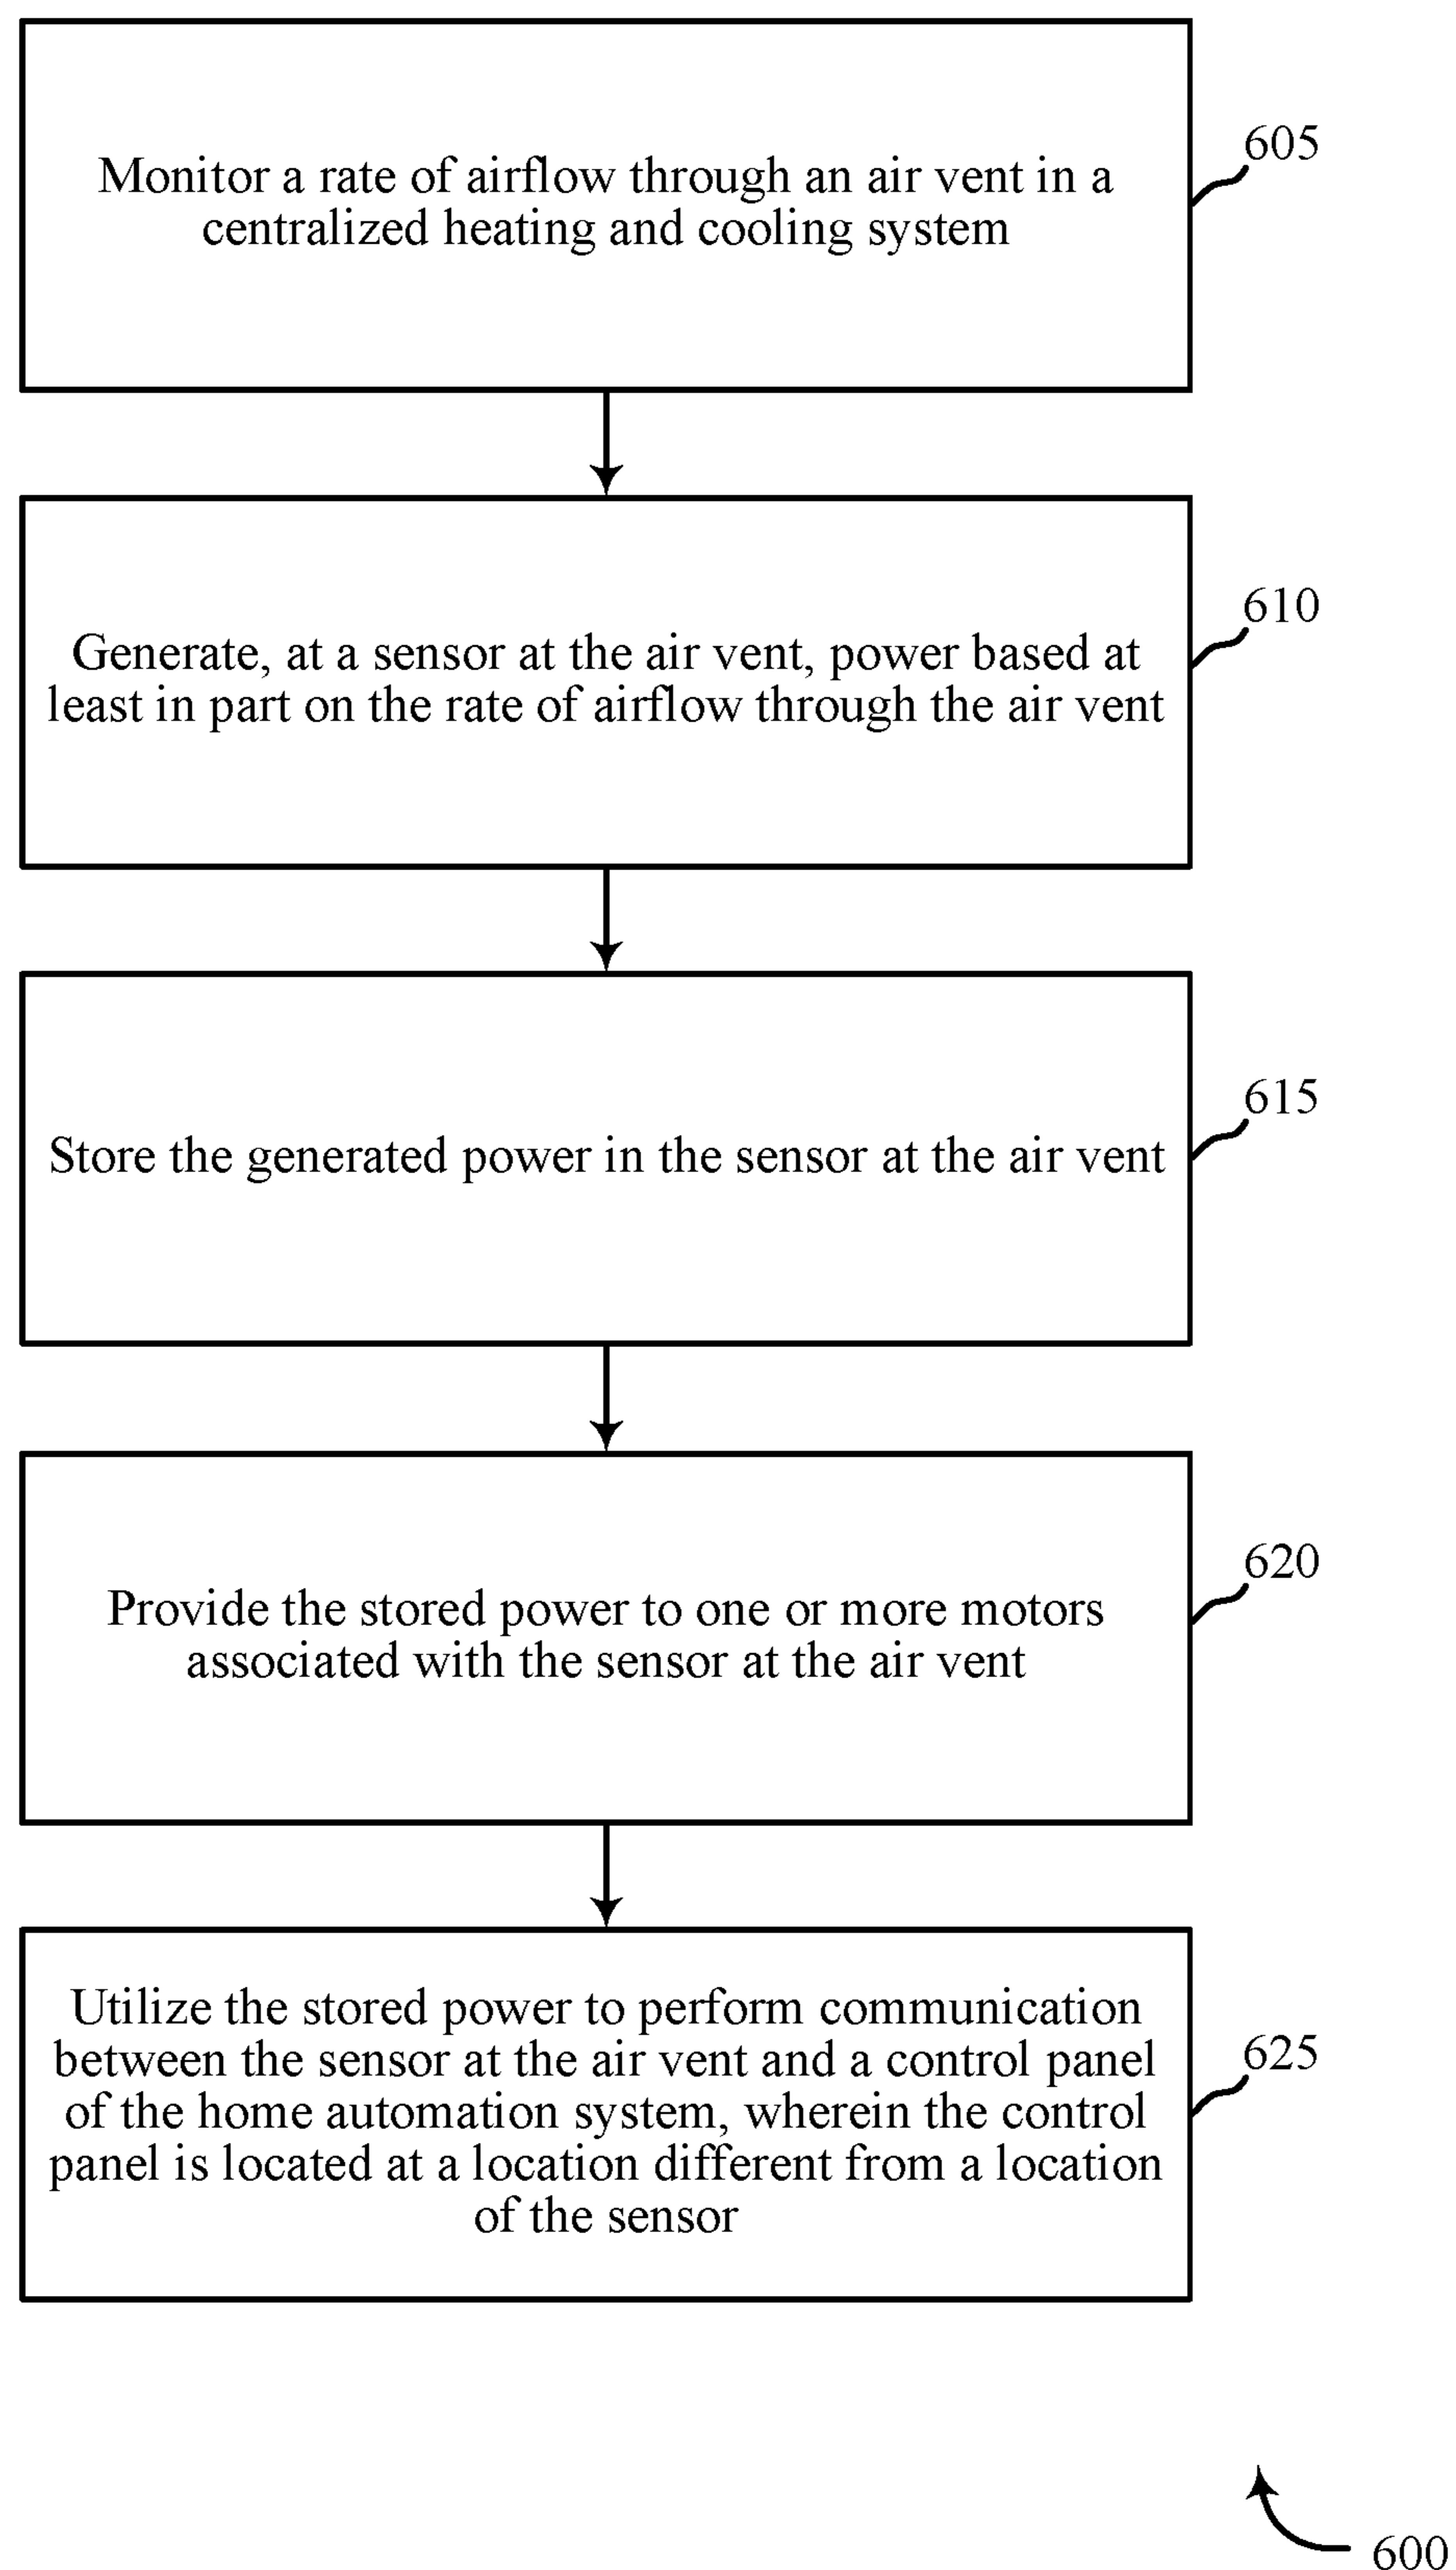 Monitor a rate of airflow through an air vent in a
centralized heating and cooling system
605
Generate, at a sensor at the air vent, power based at
least in part on the rate of airflow through the air vent
610
Store the generated power in the sensor at the air vent
615
Provide the stored power to one or more motors
associated with the sensor at the air vent
620
Utilize the stored power to perform communication
between the sensor at the air vent and a control panel
of the home automation system, wherein the control
panel is located at a location different from a location
of the sensor
625
600